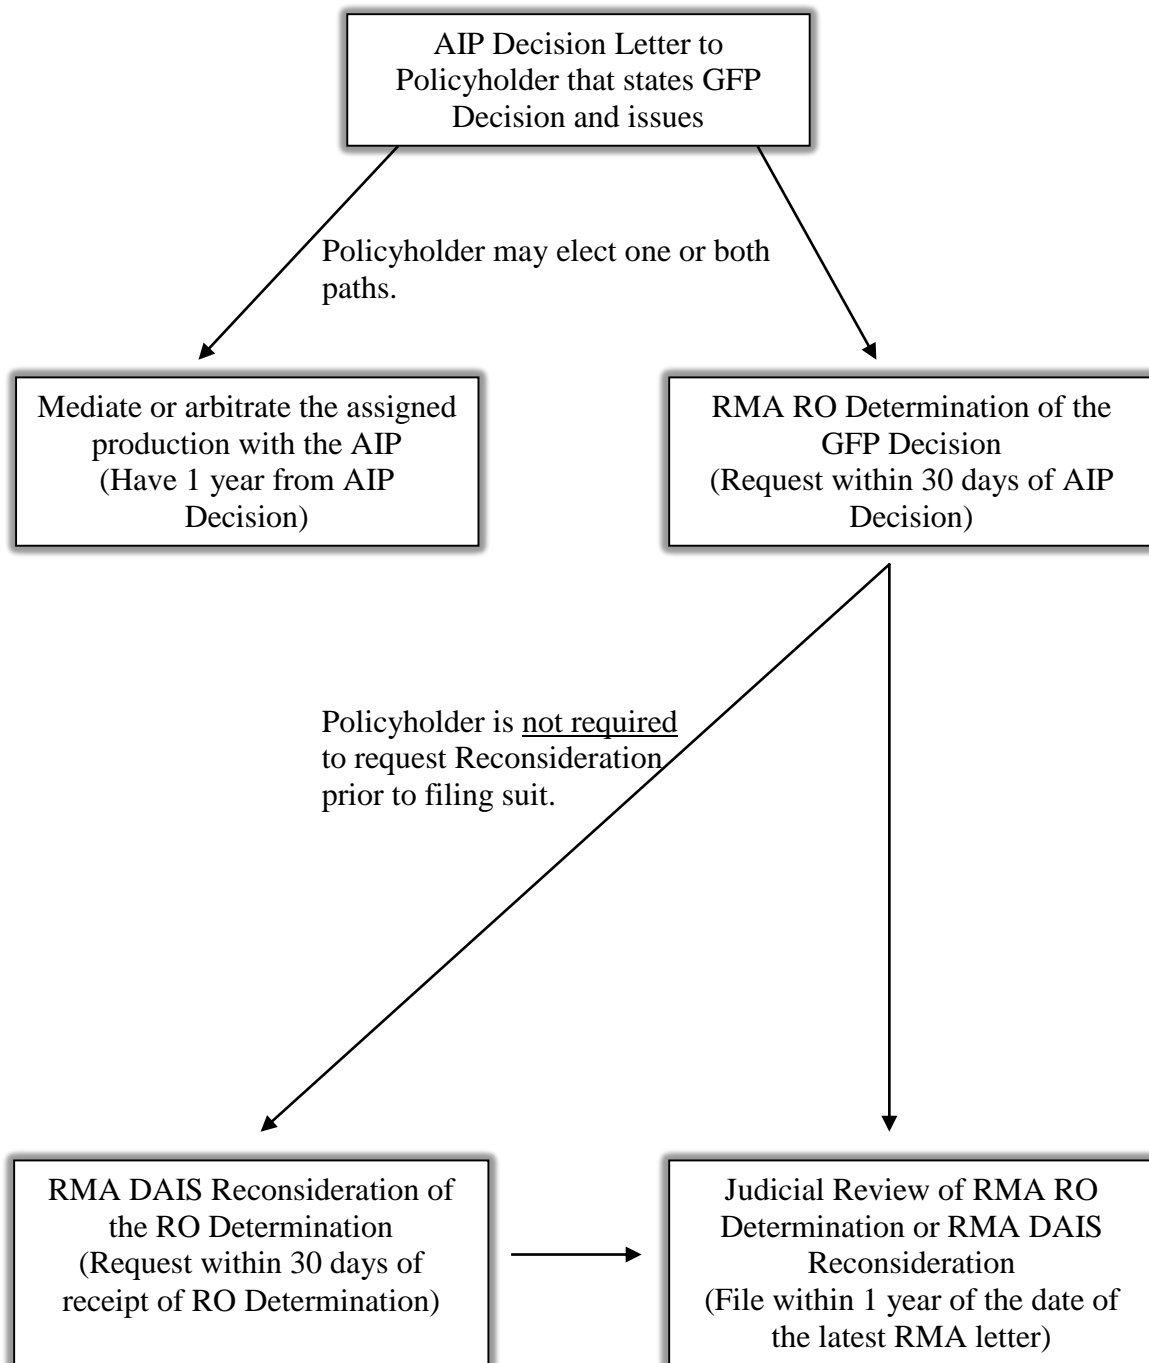 AIP Decision Letter to
Policyholder that states GFP
Decision and issues
Policyholder may elect one or both
paths.
Mediate or arbitrate the assigned
production with the AIP
(Have 1 year from AIP
Decision)
RMA RO Determination of the
GFP Decision
(Request within 30 days of AIP
Decision)
Policyholder is not required
to request Reconsideration
prior to filing suit.
RMA DAIS Reconsideration of
the RO Determination
(Request within 30 days of
receipt of RO Determination)
Judicial Review of RMA RO
Determination or RMA DAIS
Reconsideration
(File within 1 year of the date of
the latest RMA letter)